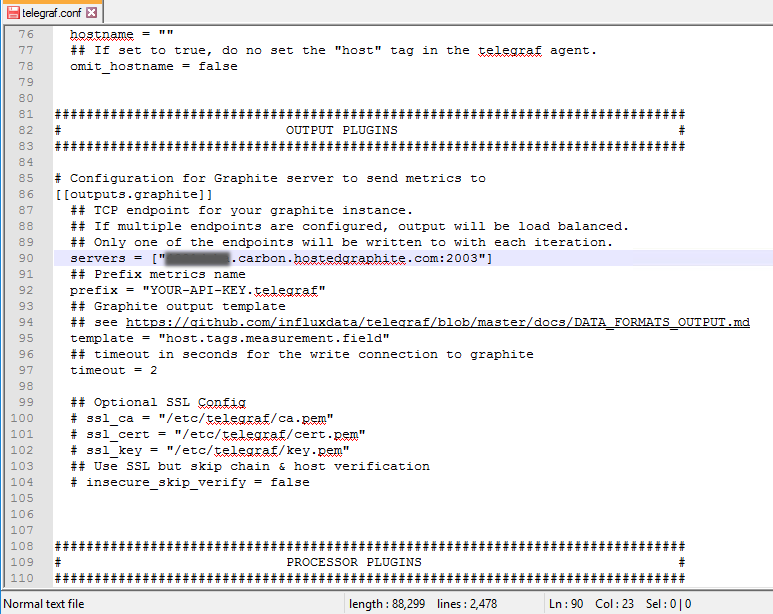 telegraf.conf
76 hostname = ""
77 ## If set to true, do no set the "host" tag in the telegraf agent.
78 omit_hostname = false
79
80
81 ###############################################################################
82 # OUTPUT PLUGINS #
83 ###############################################################################
84
85 # Configuration for Graphite server to send metrics to
86 [[outputs.graphite]]
87 ## TCP endpoint for your graphite instance.
88 ## If multiple endpoints are configured, output will be load balanced.
89 ## Only one of the endpoints will be written to with each iteration.
90 servers = [" .carbon.hostedgraphite.com:2003"]
91 ## Prefix metrics name
92 prefix = "YOUR-API-KEY.telegraf"
93 ## Graphite output template
94 ## see https://github.com/influxdata/telegraf/blob/master/docs/DATA_FORMATS_OUTPUT.md
95 template = "host.tags.measurement.field"
96 ## timeout in seconds for the write connection to graphite
97 timeout = 2
98
99 ## Optional SSL Config
100 # ssl_ca = "/etc/telegraf/ca.pem"
101 # ssl_cert = "/etc/telegraf/cert.pem"
102 # ssl_key = "/etc/telegraf/key.pem"
103 ## Use SSL but skip chain & host verification
104 # insecure_skip_verify = false
105
106
107
108 ###############################################################################
109 # PROCESSOR PLUGINS #
110 ###############################################################################
Normal text file length : 88,299 lines : 2,478 Ln : 90 Col : 23 Sel : 0 | 0